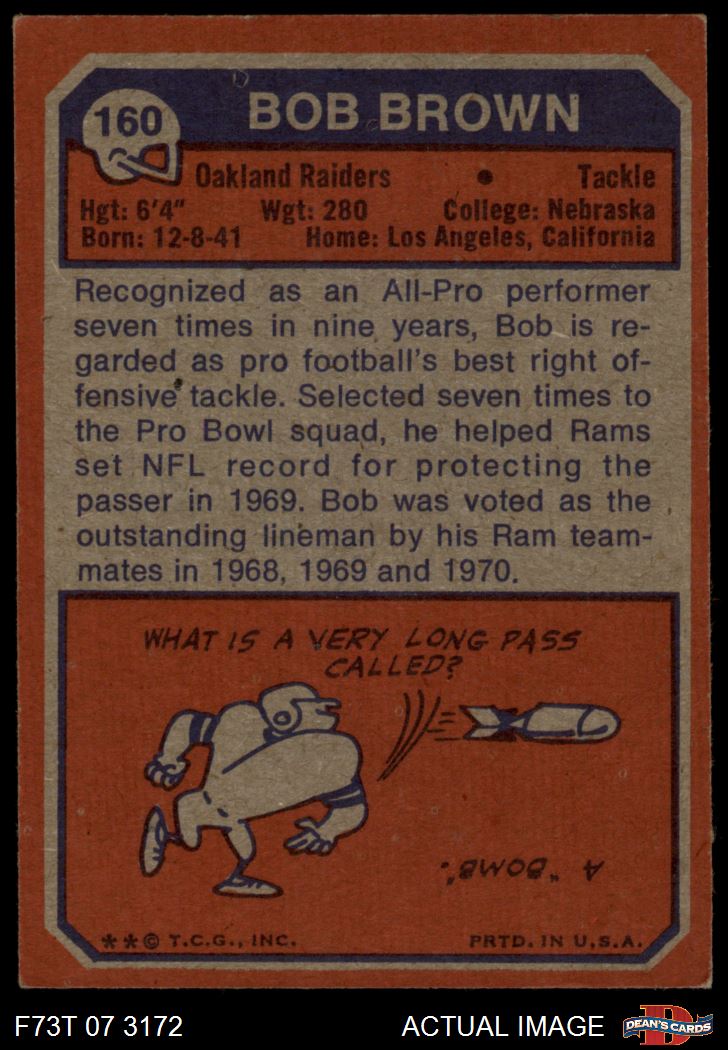 160
BOB BROWN
Oakland Raiders • Tackle
Hgt: 6'4" Wgt: 280 College: Nebraska
Born: 12-8-41 Home: Los Angeles, California
Recognized as an All-Pro performer
seven times in nine years, Bob is re-
garded as pro football's best right of-
fensive tackle. Selected seven times to
the Pro Bowl squad, he helped Rams
set NFL record for protecting the
passer in 1969. Bob was voted as the
outstanding lineman by his Ram team-
mates in 1968, 1969 and 1970.
WHAT IS A VERY LONG PASS
CALLED?
A "BOMB".
**© T.C.G., INC. PRTD. IN U.S.A.
F73T 07 3172 ACTUAL IMAGE
D
DEAN'S CARDS